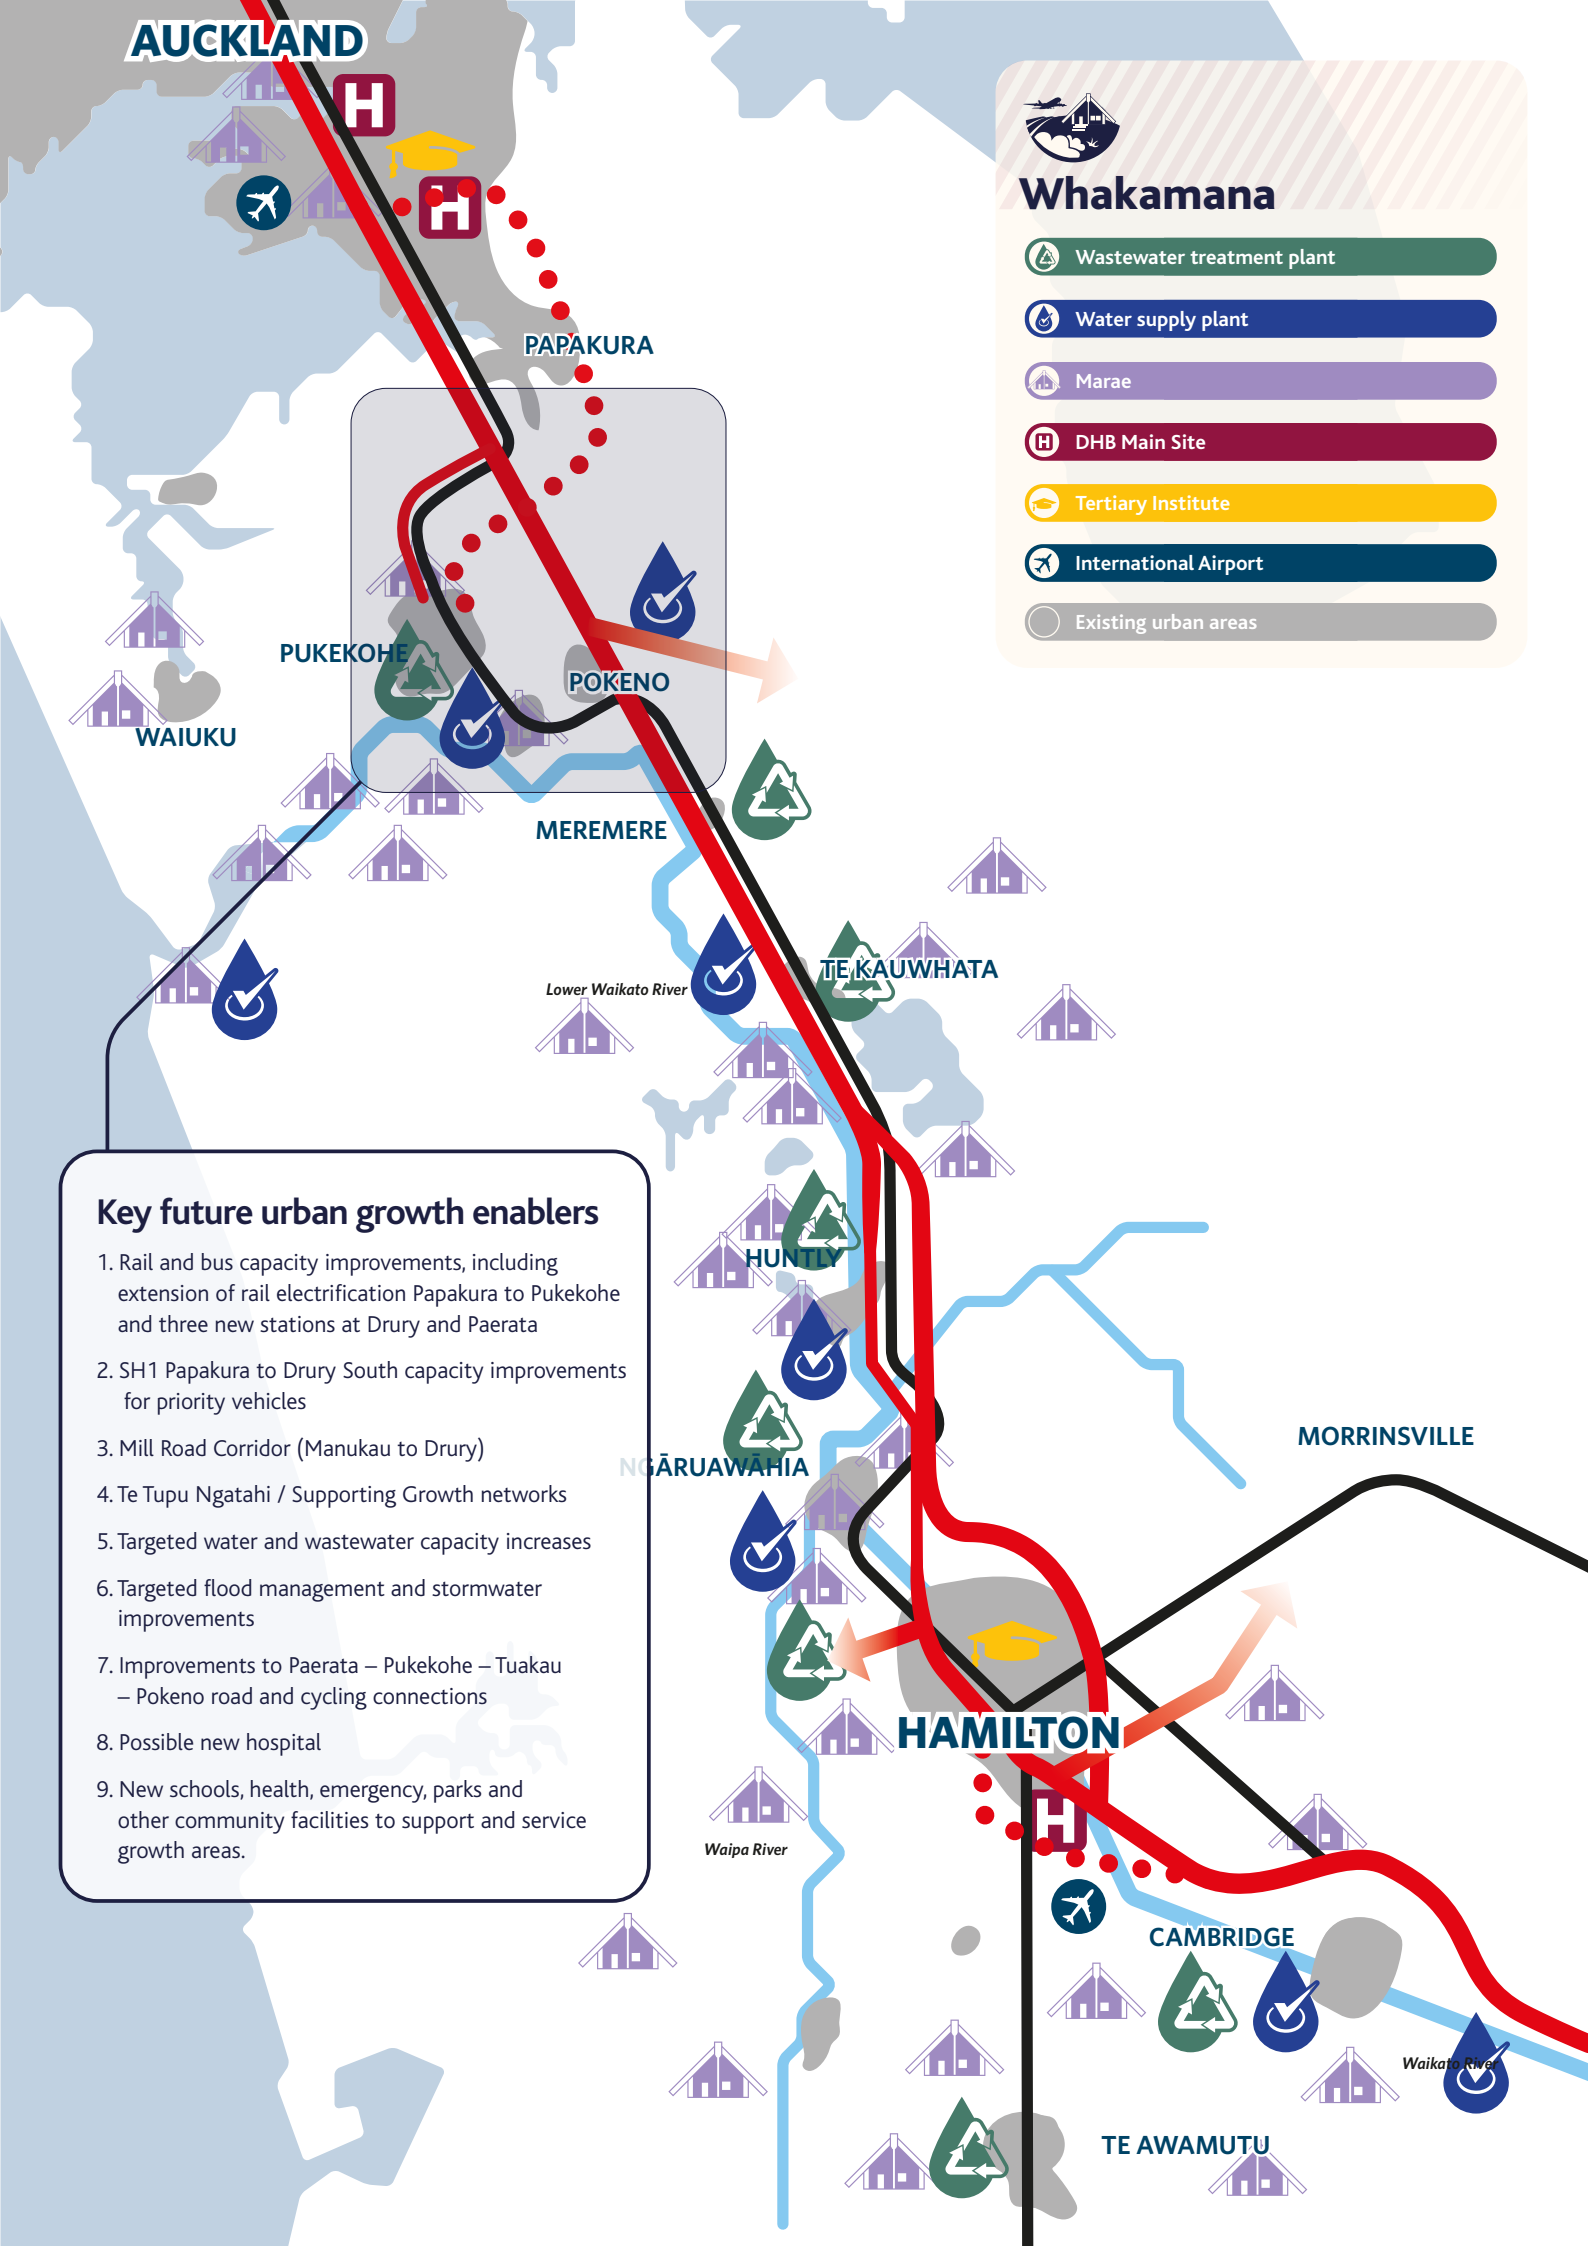 AUCKLAND
H
H
Whakamana
Wastewater treatment plant
Water supply plant
Marae
H DHB Main Site
Tertiary Institute
International Airport
Existing urban areas
PAPAKURA
PUKEKOHE
POKENO
WAIUKU
MEREMERE
TE KAUWHATA
Lower Waikato River
HUNTLY
NGĀRUAWĀHIA
MORRINSVILLE
HAMILTON
H
Waipa River
CAMBRIDGE
Waikato River
TE AWAMUTU
Key future urban growth enablers
1. Rail and bus capacity improvements, including
extension of rail electrification Papakura to Pukekohe
and three new stations at Drury and Paerata
2. SH1 Papakura to Drury South capacity improvements
for priority vehicles
3. Mill Road Corridor (Manukau to Drury)
4. Te Tupu Ngatahi / Supporting Growth networks
5. Targeted water and wastewater capacity increases
6. Targeted flood management and stormwater
improvements
7. Improvements to Paerata – Pukekohe – Tuakau
– Pokeno road and cycling connections
8. Possible new hospital
9. New schools, health, emergency, parks and
other community facilities to support and service
growth areas.